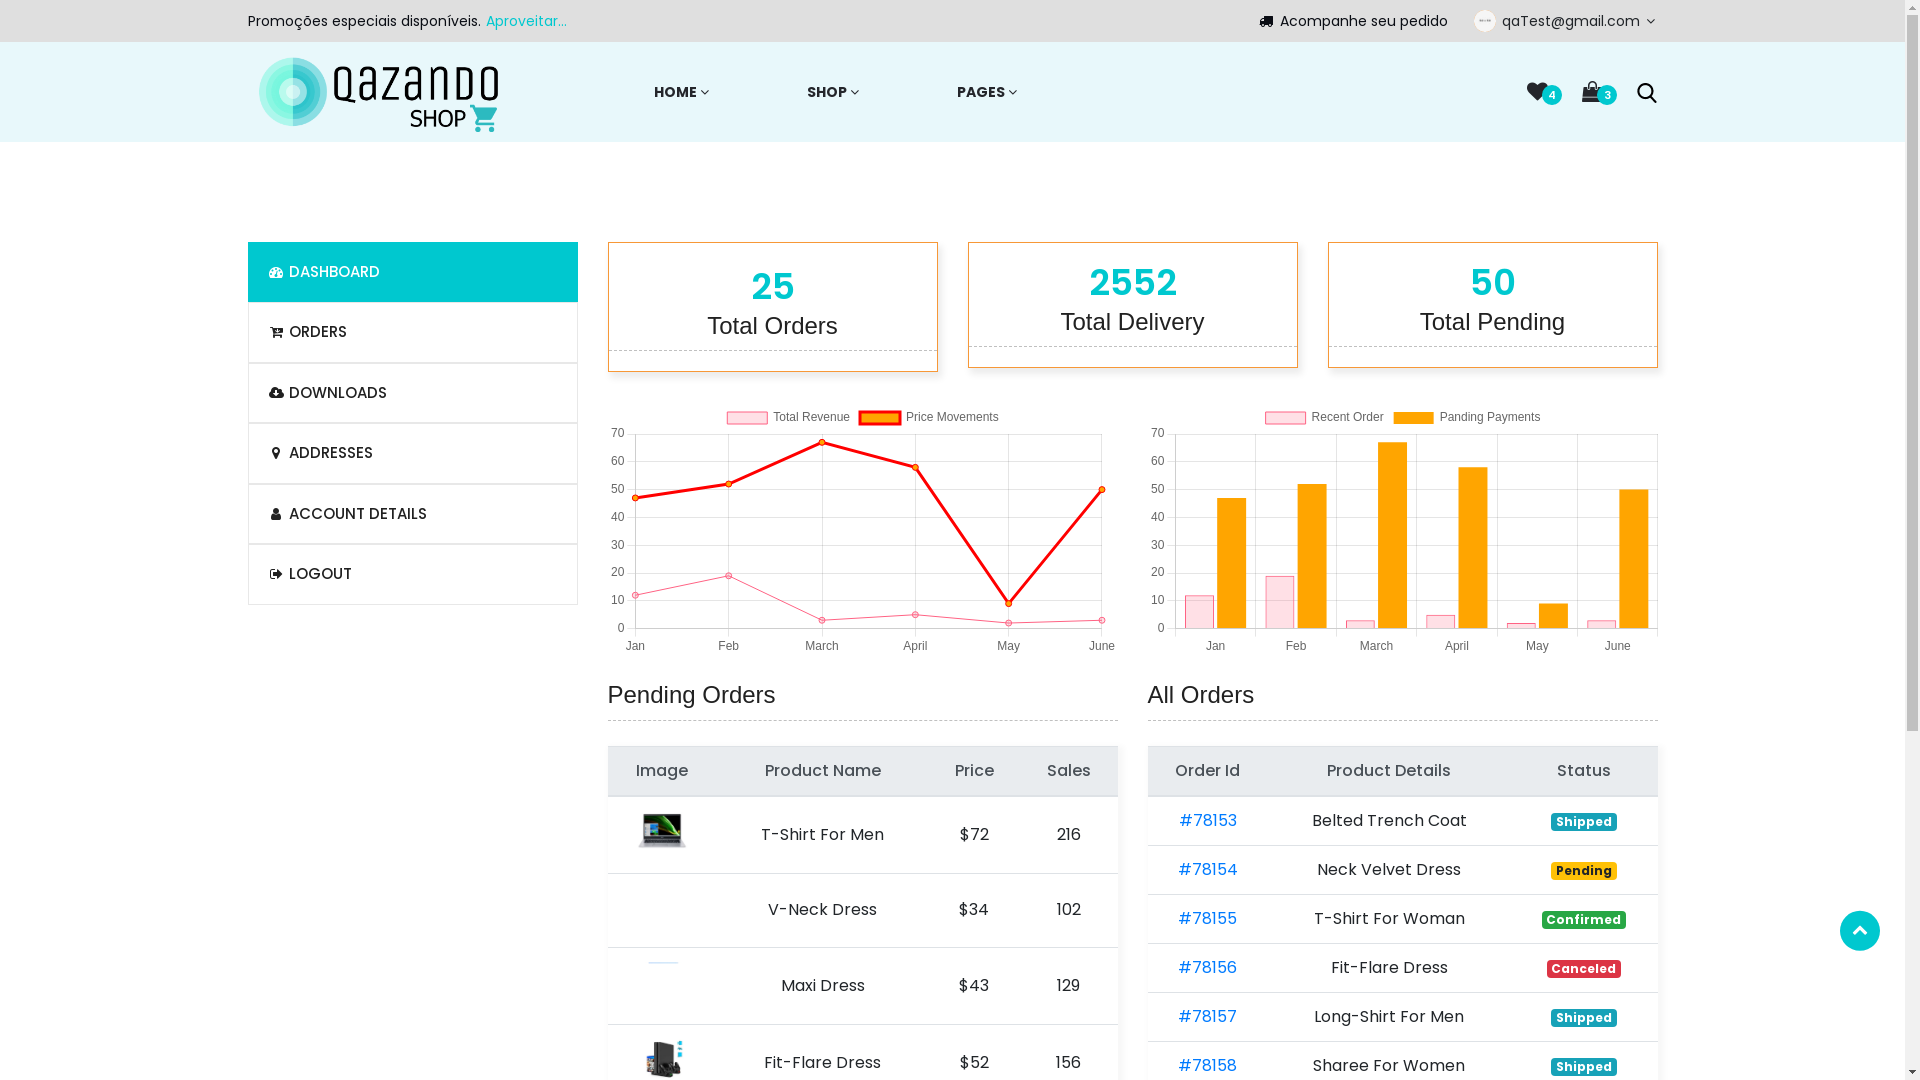 Promoções especiais disponíveis. Aproveitar...
Acompanhe seu pedido
qaTest@gmail.com
QAZANDO
SHOP
HOME
SHOP
PAGES
4
3
DASHBOARD
ORDERS
DOWNLOADS
ADDRESSES
ACCOUNT DETAILS
LOGOUT
25
Total Orders
2552
Total Delivery
50
Total Pending
Total Revenue Price Movements
70
60
50
40
30
20
10
0
Jan Feb March April May June
Recent Order Panding Payments
70
60
50
40
30
20
10
0
Jan Feb March April May June
Pending Orders
Image Product Name Price Sales
T-Shirt For Men $72 216
V-Neck Dress $34 102
Maxi Dress $43 129
Fit-Flare Dress $52 156
All Orders
Order Id Product Details Status
#78153 Belted Trench Coat Shipped
#78154 Neck Velvet Dress Pending
#78155 T-Shirt For Woman Confirmed
#78156 Fit-Flare Dress Canceled
#78157 Long-Shirt For Men Shipped
#78158 Sharee For Women Shipped